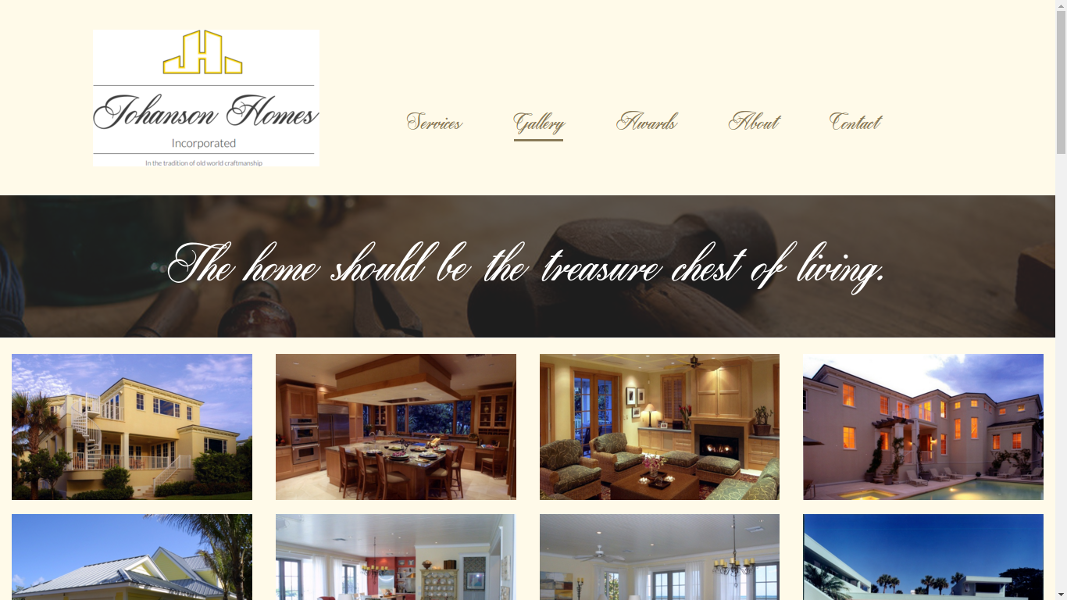 Johanson Homes
Incorporated
In the tradition of old world craftmanship
Services
Gallery
Awards
About
Contact
The home should be the treasure chest of living.